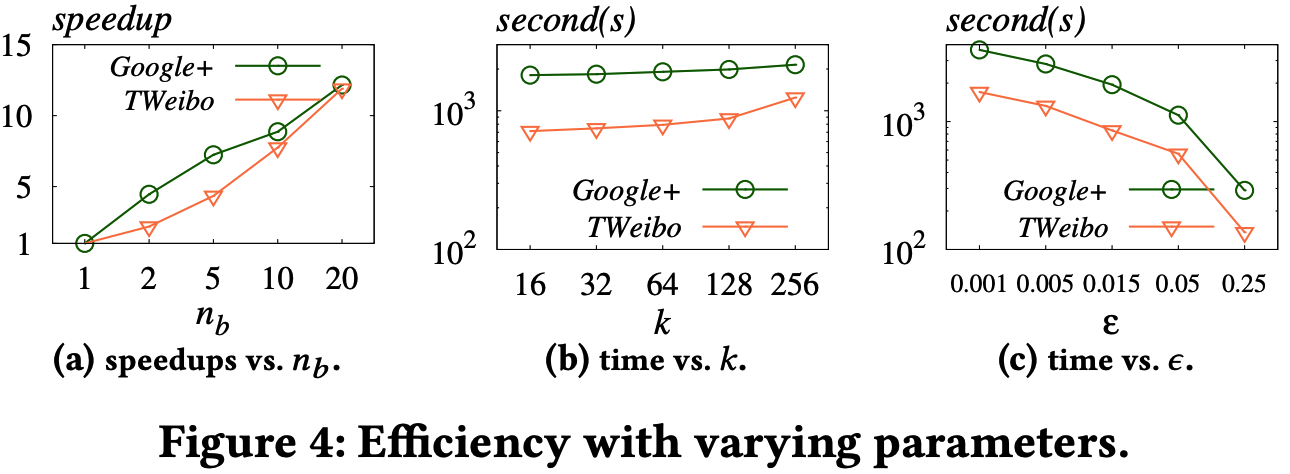 speedup
15
10
5
1
Google+
TWeibo
1 2 5 10 20
n_b
(a) speedups vs. n_b.
second(s)
10^3
10^2
Google+
TWeibo
16 32 64 128 256
k
(b) time vs. k.
second(s)
10^3
10^2
Google+
TWeibo
0.001 0.005 0.015 0.05 0.25
ε
(c) time vs. ϵ.
Figure 4: Efficiency with varying parameters.